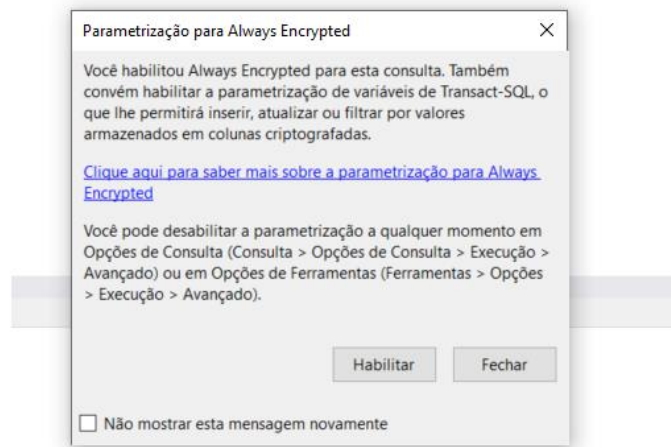 Parametrização para Always Encrypted
Você habilitou Always Encrypted para esta consulta. Também
convém habilitar a parametrização de variáveis de Transact-SQL, o
que lhe permitirá inserir, atualizar ou filtrar por valores
armazenados em colunas criptografadas.
Clique aqui para saber mais sobre a parametrização para Always
Encrypted
Você pode desabilitar a parametrização a qualquer momento em
Opções de Consulta (Consulta > Opções de Consulta > Execução >
Avançado) ou em Opções de Ferramentas (Ferramentas > Opções
> Execução > Avançado).
Habilitar Fechar
Não mostrar esta mensagem novamente